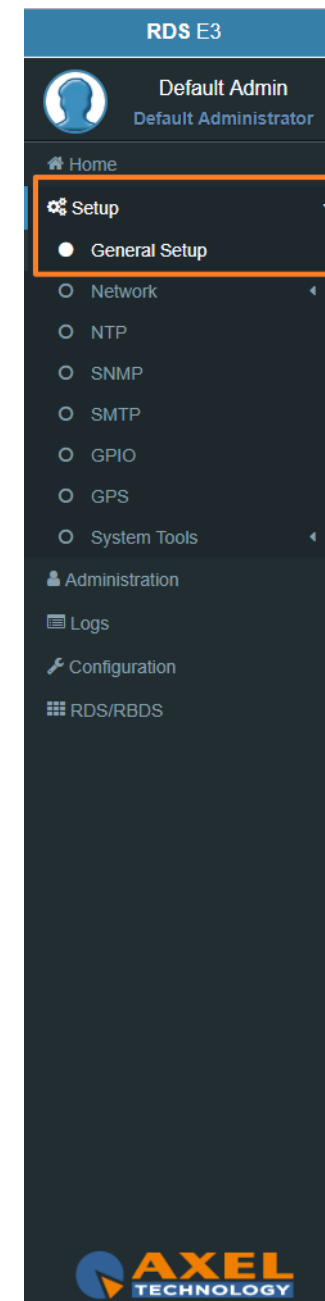 RDS E3
Default Admin
Default Administrator
Home
Setup
General Setup
Network
NTP
SNMP
SMTP
GPIO
GPS
System Tools
Administration
Logs
Configuration
RDS/RBDS
AXEL
TECHNOLOGY